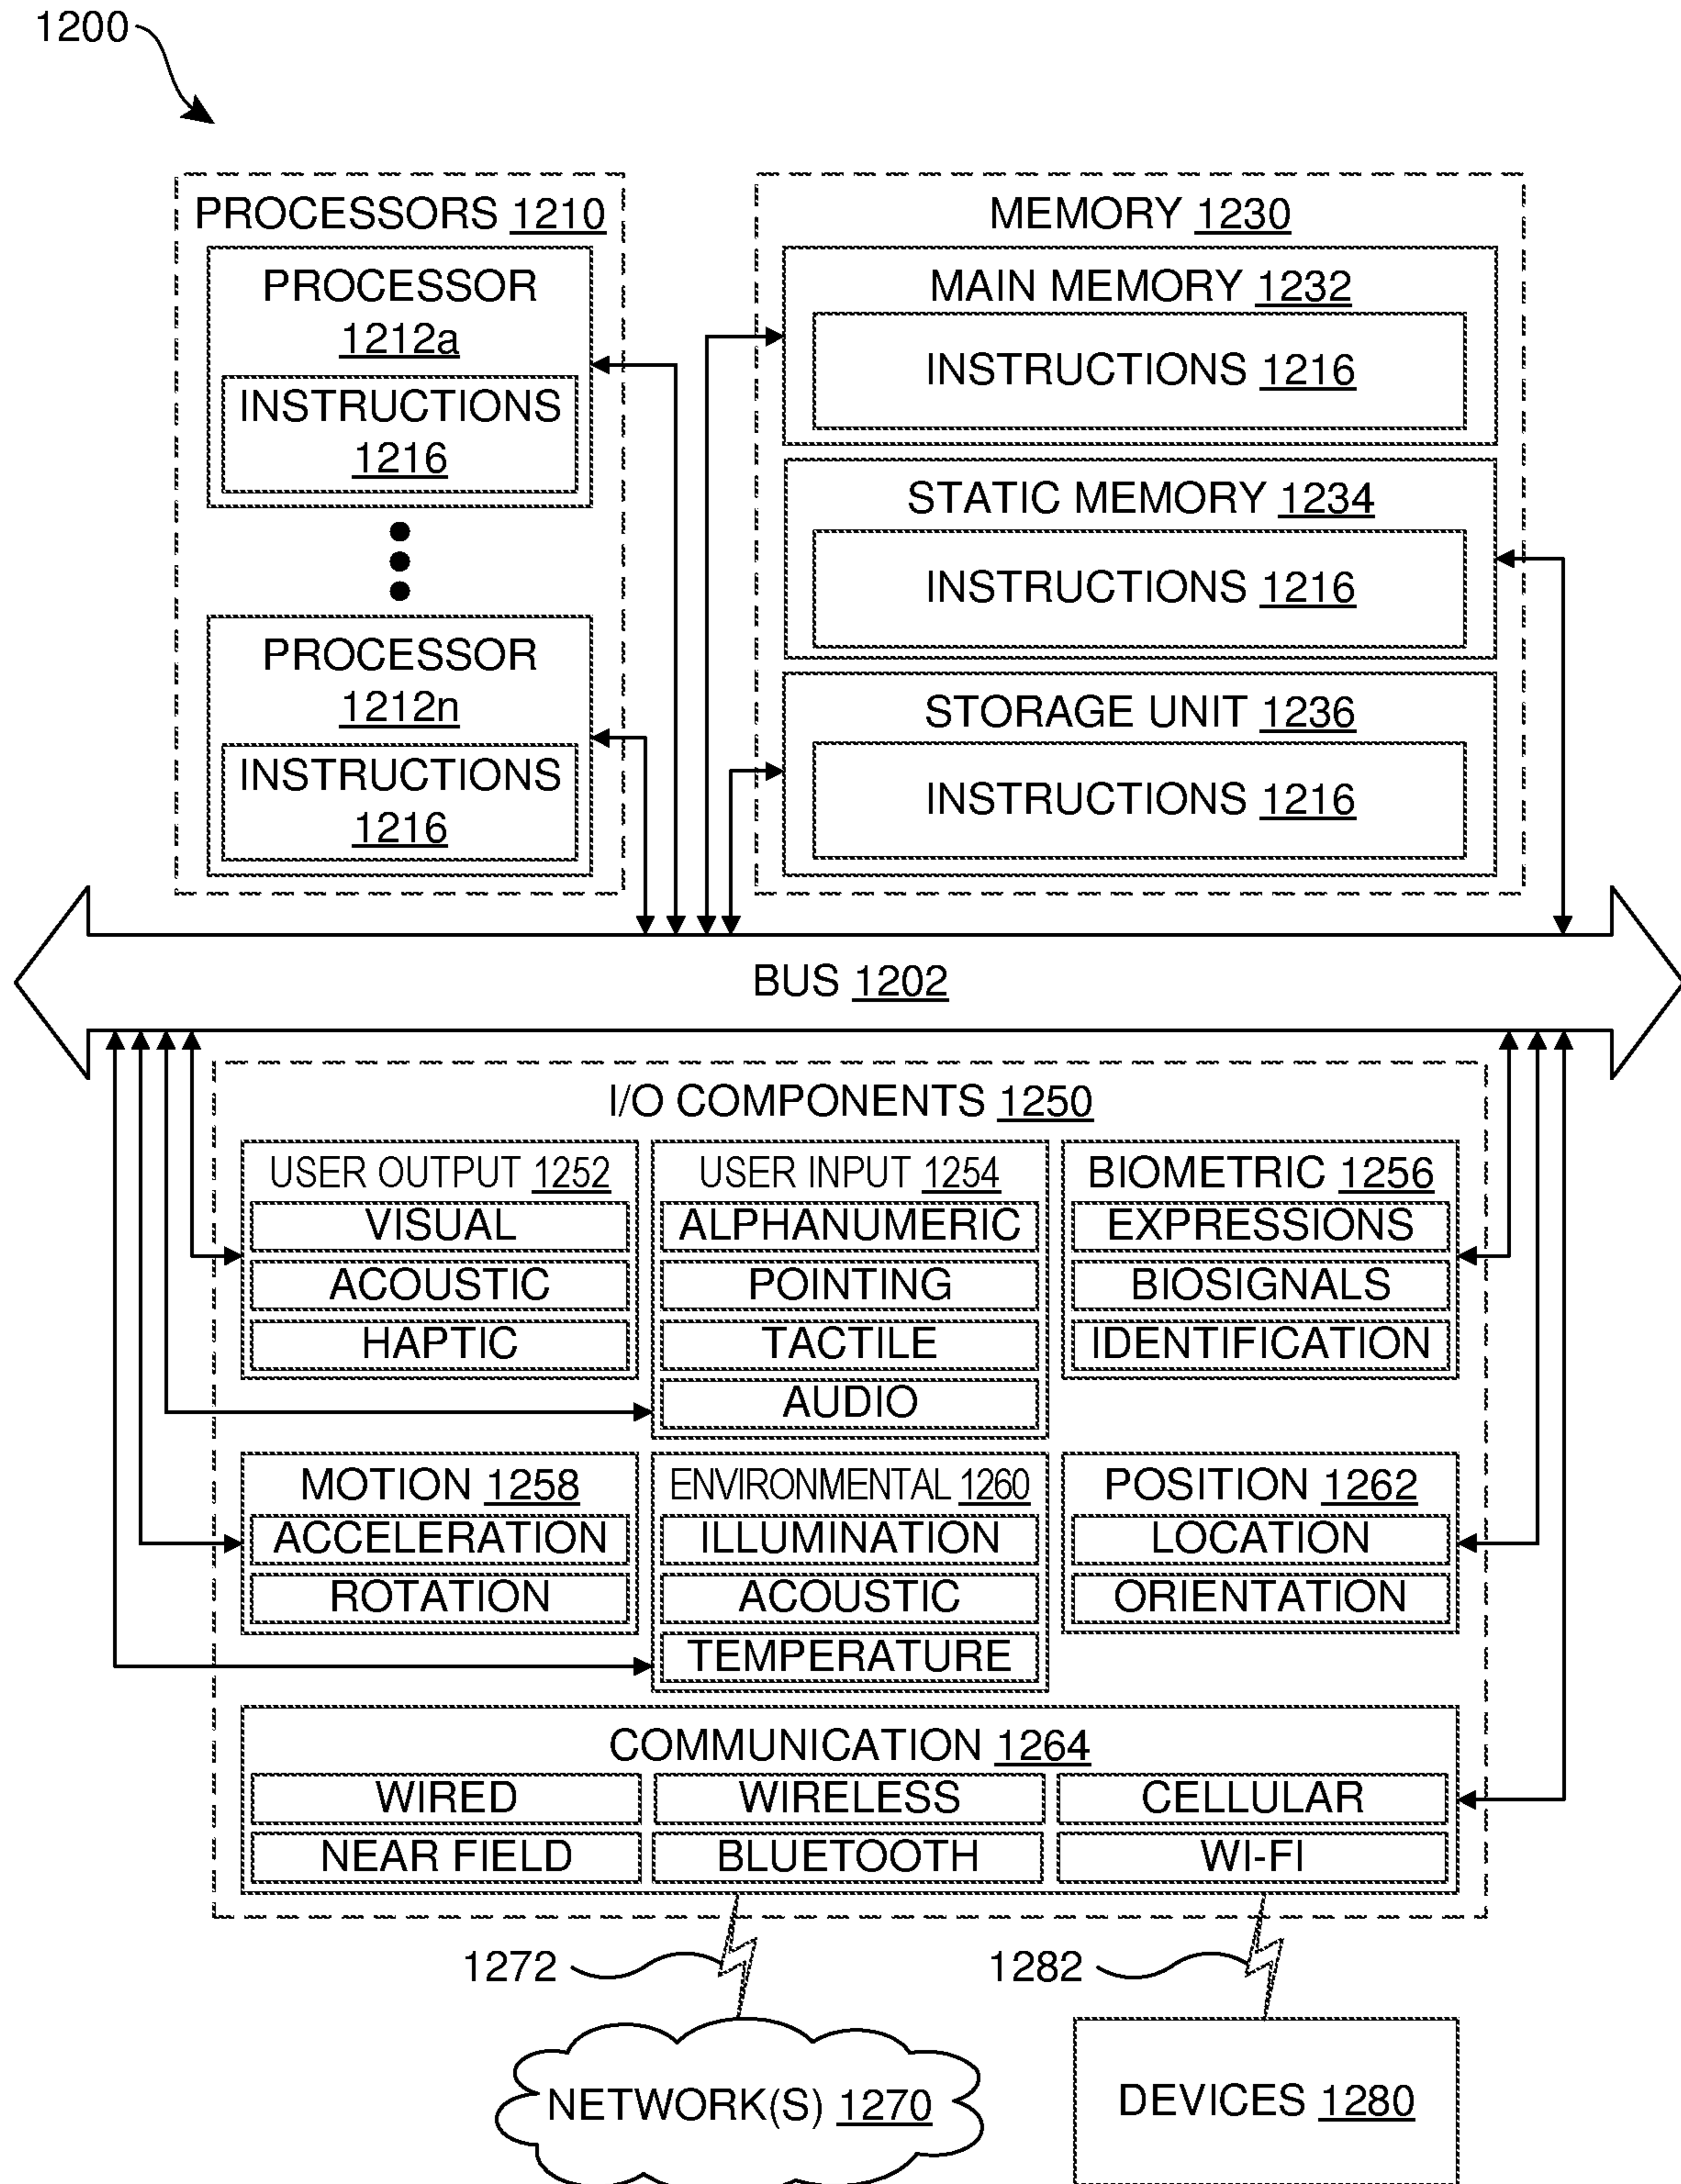 1200
PROCESSORS 1210
PROCESSOR
1212a
INSTRUCTIONS
1216
PROCESSOR
1212n
INSTRUCTIONS
1216
MEMORY 1230
MAIN MEMORY 1232
INSTRUCTIONS 1216
STATIC MEMORY 1234
INSTRUCTIONS 1216
STORAGE UNIT 1236
INSTRUCTIONS 1216
BUS 1202
I/O COMPONENTS 1250
USER OUTPUT 1252
VISUAL
ACOUSTIC
HAPTIC
USER INPUT 1254
ALPHANUMERIC
POINTING
TACTILE
AUDIO
BIOMETRIC 1256
EXPRESSIONS
BIOSIGNALS
IDENTIFICATION
MOTION 1258
ACCELERATION
ROTATION
ENVIRONMENTAL 1260
ILLUMINATION
ACOUSTIC
TEMPERATURE
POSITION 1262
LOCATION
ORIENTATION
COMMUNICATION 1264
WIRED
WIRELESS
CELLULAR
NEAR FIELD
BLUETOOTH
WI-FI
1272
1282
NETWORK(S) 1270
DEVICES 1280